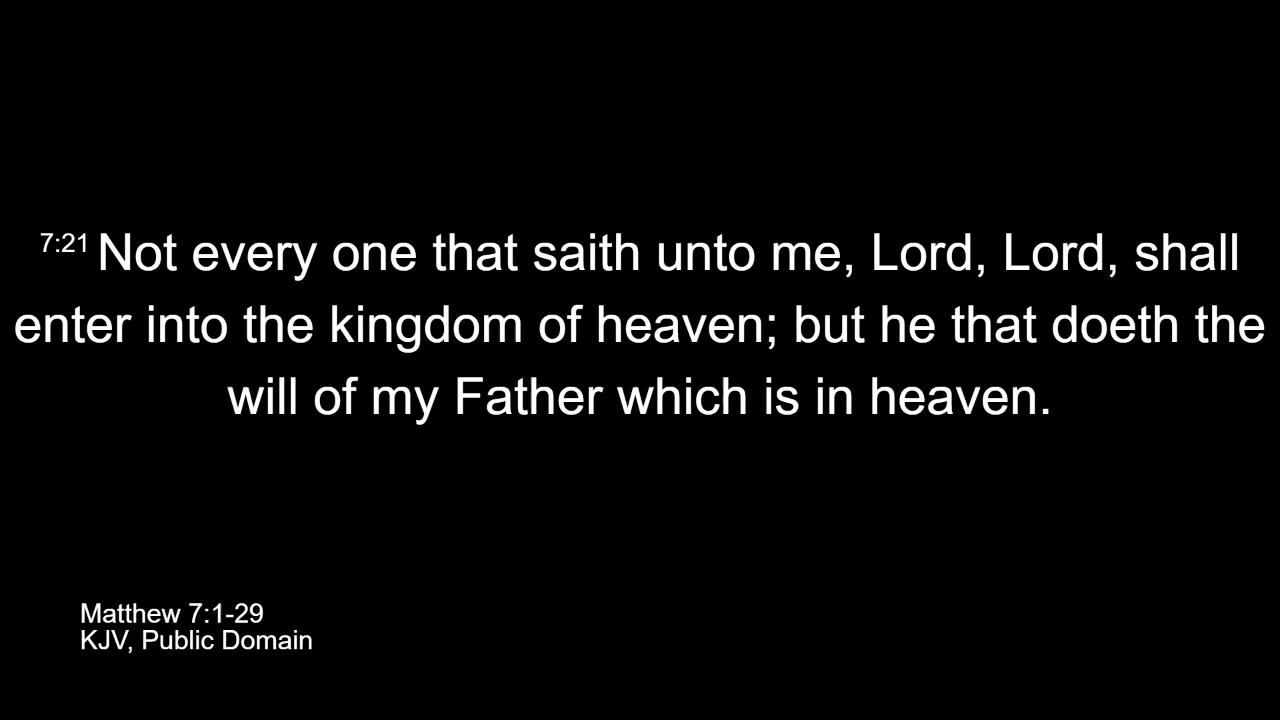 7:21 Not every one that saith unto me, Lord, Lord, shall
enter into the kingdom of heaven; but he that doeth the
will of my Father which is in heaven.
Matthew 7:1-29
KJV, Public Domain